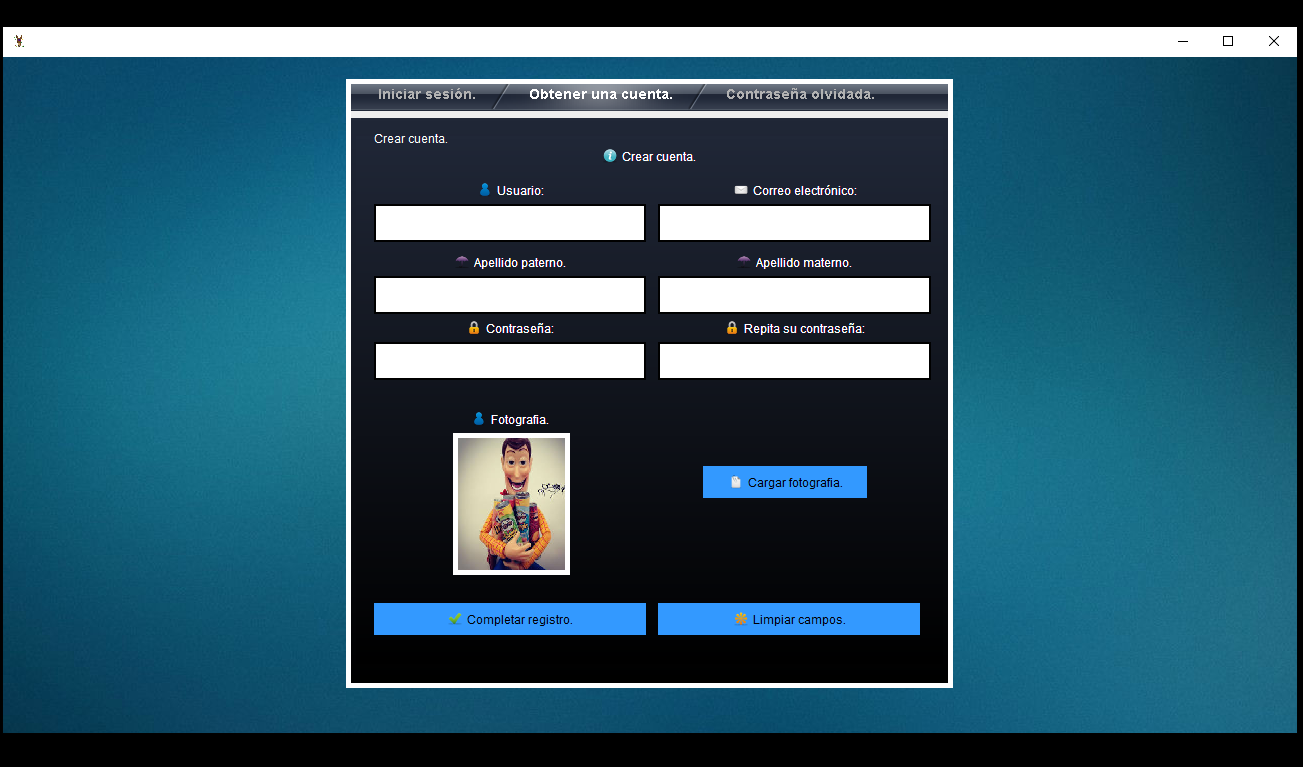 Iniciar sesión. Obtener una cuenta. Contraseña olvidada.
Crear cuenta.
Crear cuenta.
Usuario: Correo electrónico:
Apellido paterno. Apellido materno.
Contraseña: Repita su contraseña:
Fotografia.
Cargar fotografia.
Completar registro. Limpiar campos.